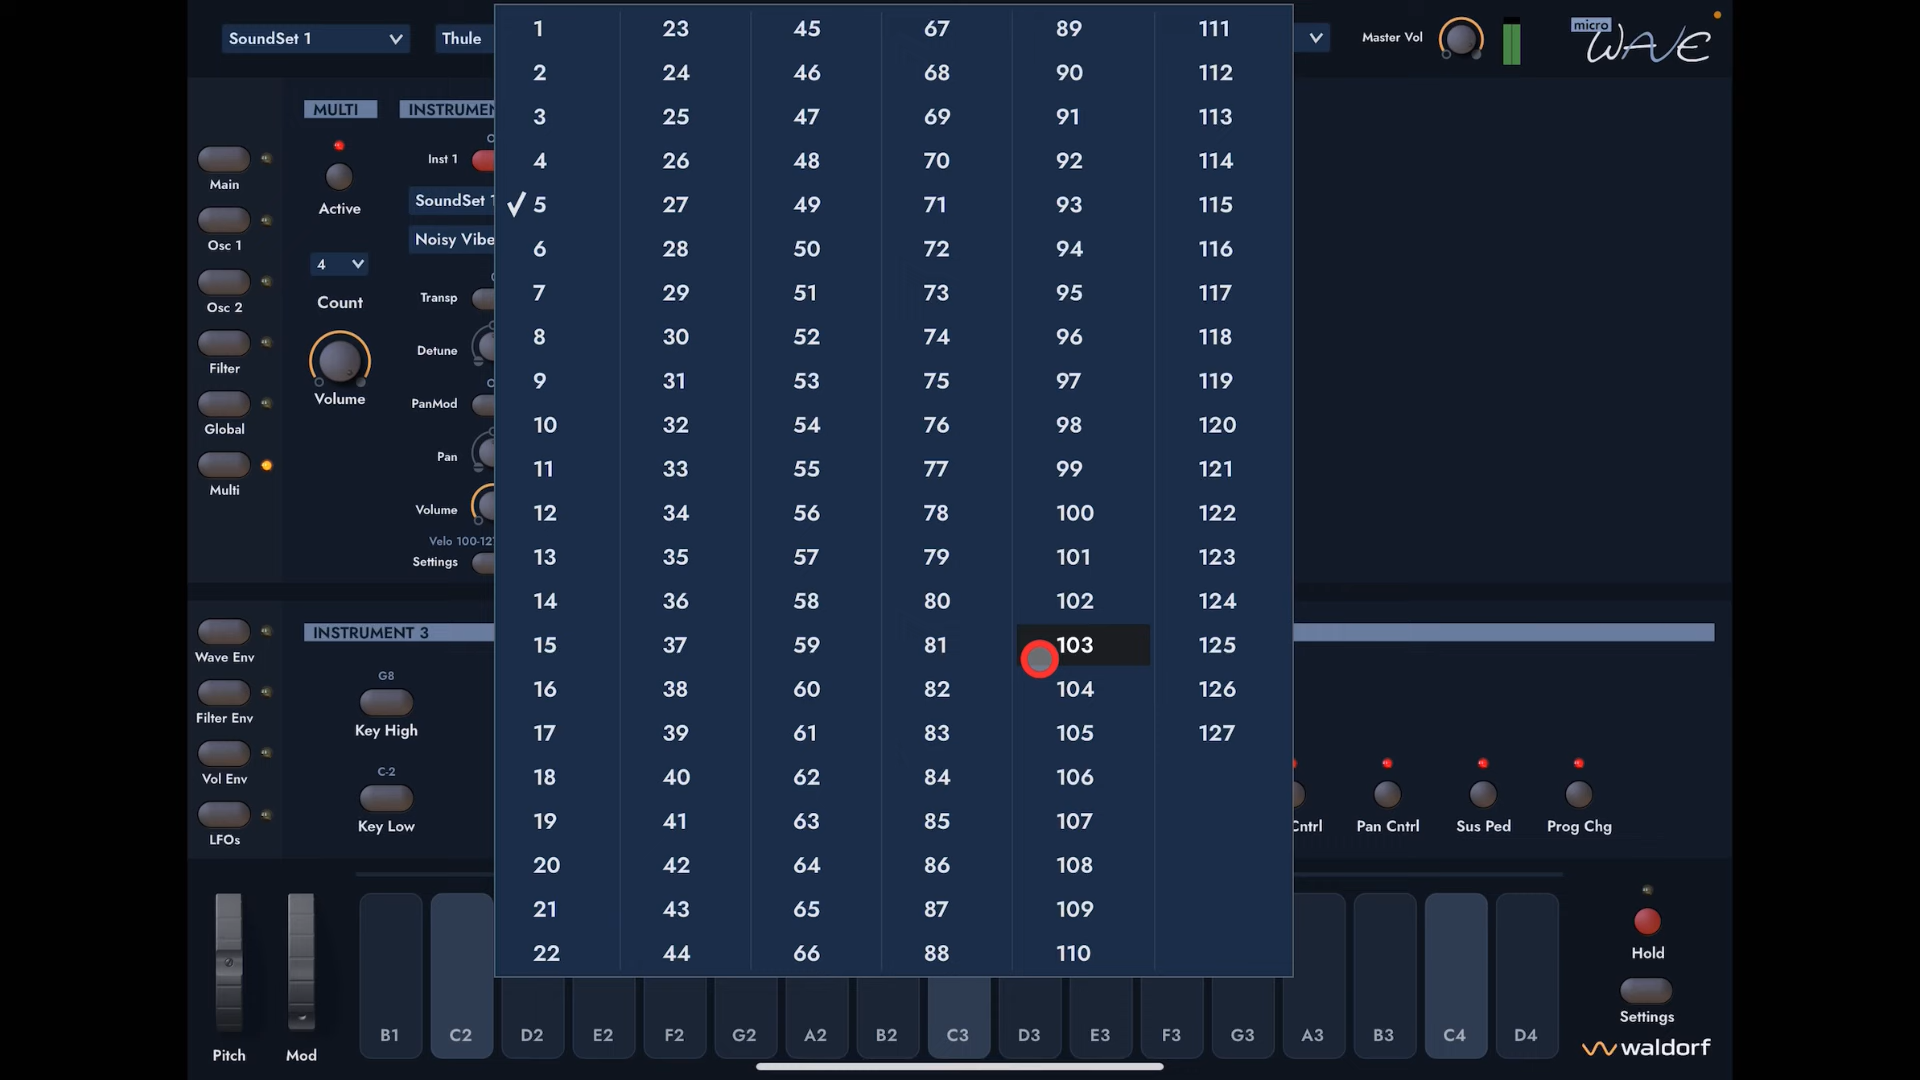 SoundSet 1
Thule
Master Vol
micro
WAVE
MULTI
INSTRUMEN
Inst 1
Active
SoundSet 1
Noisy Vibe
4
Count
Transp
Detune
Volume
PanMod
Pan
Volume
Velo 100-127
Settings
Main
Osc 1
Osc 2
Filter
Global
Multi
1 23 45 67 89 111
2 24 46 68 90 112
3 25 47 69 91 113
4 26 48 70 92 114
✓ 5 27 49 71 93 115
6 28 50 72 94 116
7 29 51 73 95 117
8 30 52 74 96 118
9 31 53 75 97 119
10 32 54 76 98 120
11 33 55 77 99 121
12 34 56 78 100 122
13 35 57 79 101 123
14 36 58 80 102 124
15 37 59 81 103 125
16 38 60 82 104 126
17 39 61 83 105 127
18 40 62 84 106
19 41 63 85 107
20 42 64 86 108
21 43 65 87 109
22 44 66 88 110
Wave Env
Filter Env
Vol Env
LFOs
INSTRUMENT 3
G8
Key High
C-2
Key Low
Cntrl
Pan Cntrl
Sus Ped
Prog Chg
Pitch
Mod
B1 C2 D2 E2 F2 G2 A2 B2 C3 D3 E3 F3 G3 A3 B3 C4 D4
Hold
Settings
waldorf